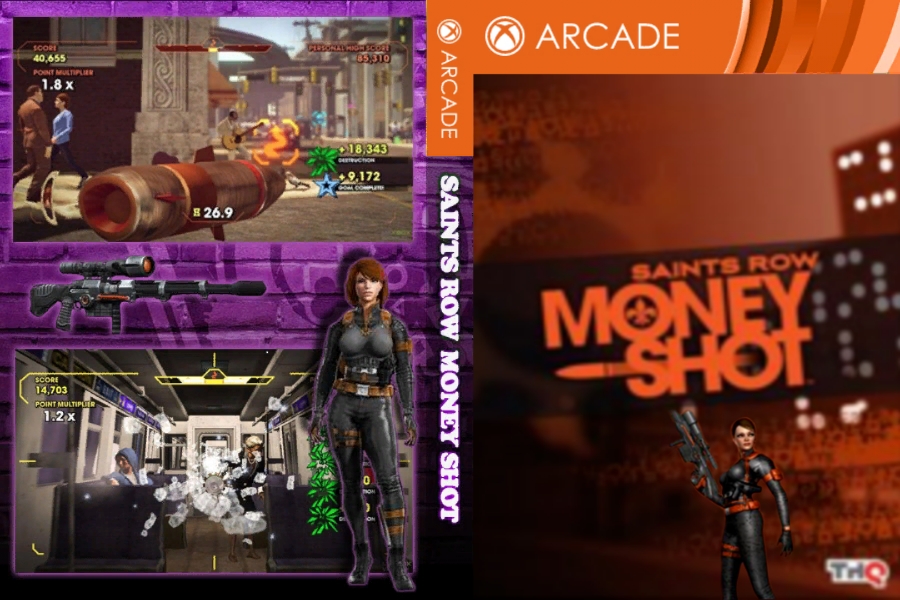 SCORE
40,655
POINT MULTIPLIER
1.8 x
PERSONAL HIGH SCORE
85,310
+ 18,343
DESTRUCTION
+ 9,172
GOAL COMPLETE!
26.9
SCORE
14,703
POINT MULTIPLIER
1.2 x
ARCADE
SAINTS ROW MONEY SHOT
ARCADE
SAINTS ROW
MONEY
SHOT
THQ